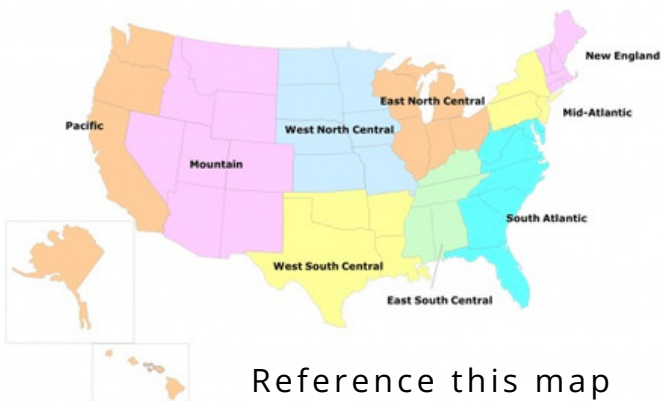 New England
East North Central
Mid-Atlantic
Pacific
West North Central
Mountain
South Atlantic
West South Central
East South Central
Reference this map